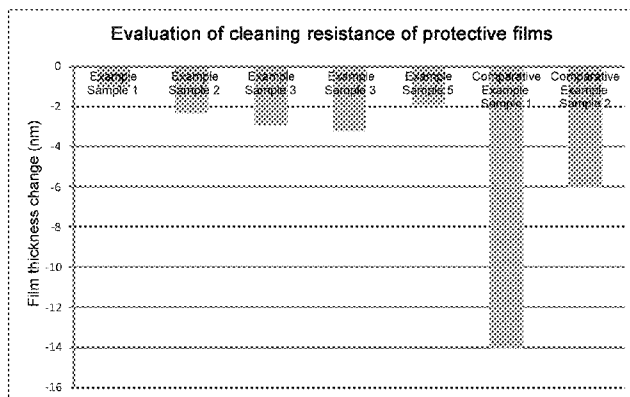 Evaluation of cleaning resistance of protective films
Film thickness change (nm)
0
-2
-4
-6
-8
-10
-12
-14
-16
Example
Sample 1
Example
Sample 2
Example
Sample 3
Example
Sample 3
Example
Sample 5
Comparative
Example
Sample 1
Comparative
Example
Sample 2